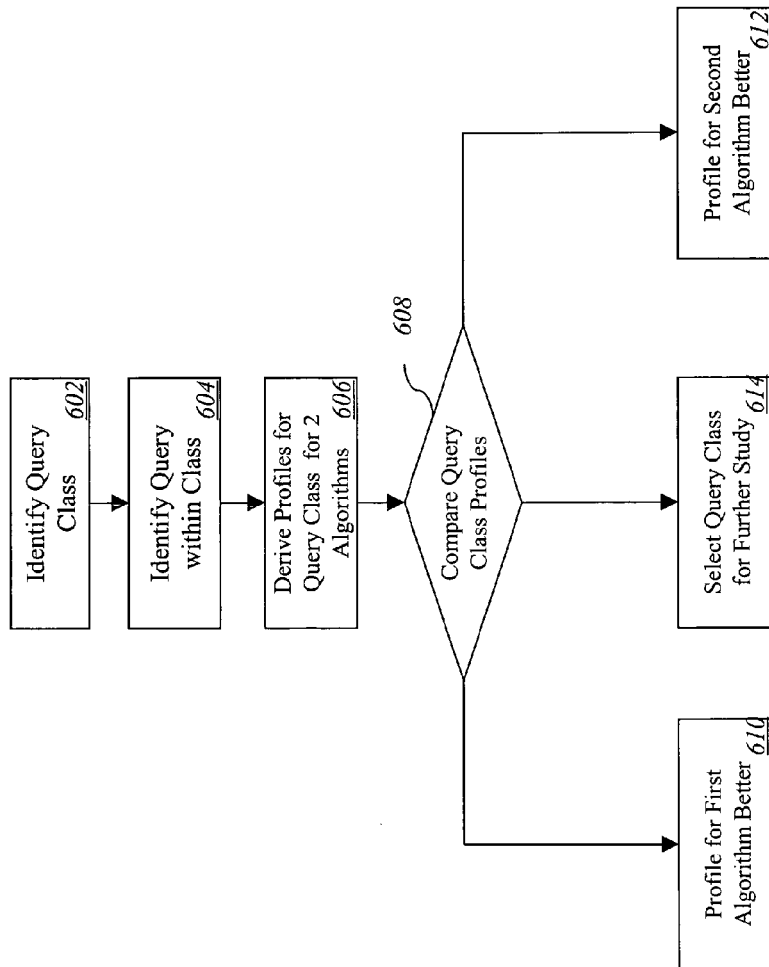 Identify Query
Class
602
Identify Query
within Class
604
Derive Profiles for
Query Class for 2
Algorithms
606
608
Compare Query
Class Profiles
Profile for First
Algorithm Better
610
Select Query Class
for Further Study
614
Profile for Second
Algorithm Better
612